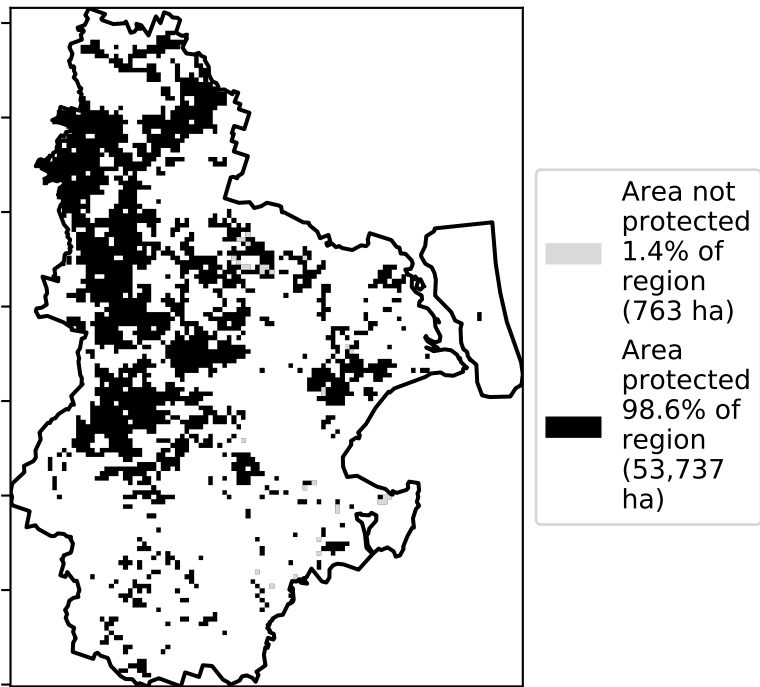 Area not
protected
1.4% of
region
(763 ha)
Area
protected
98.6% of
region
(53,737
ha)